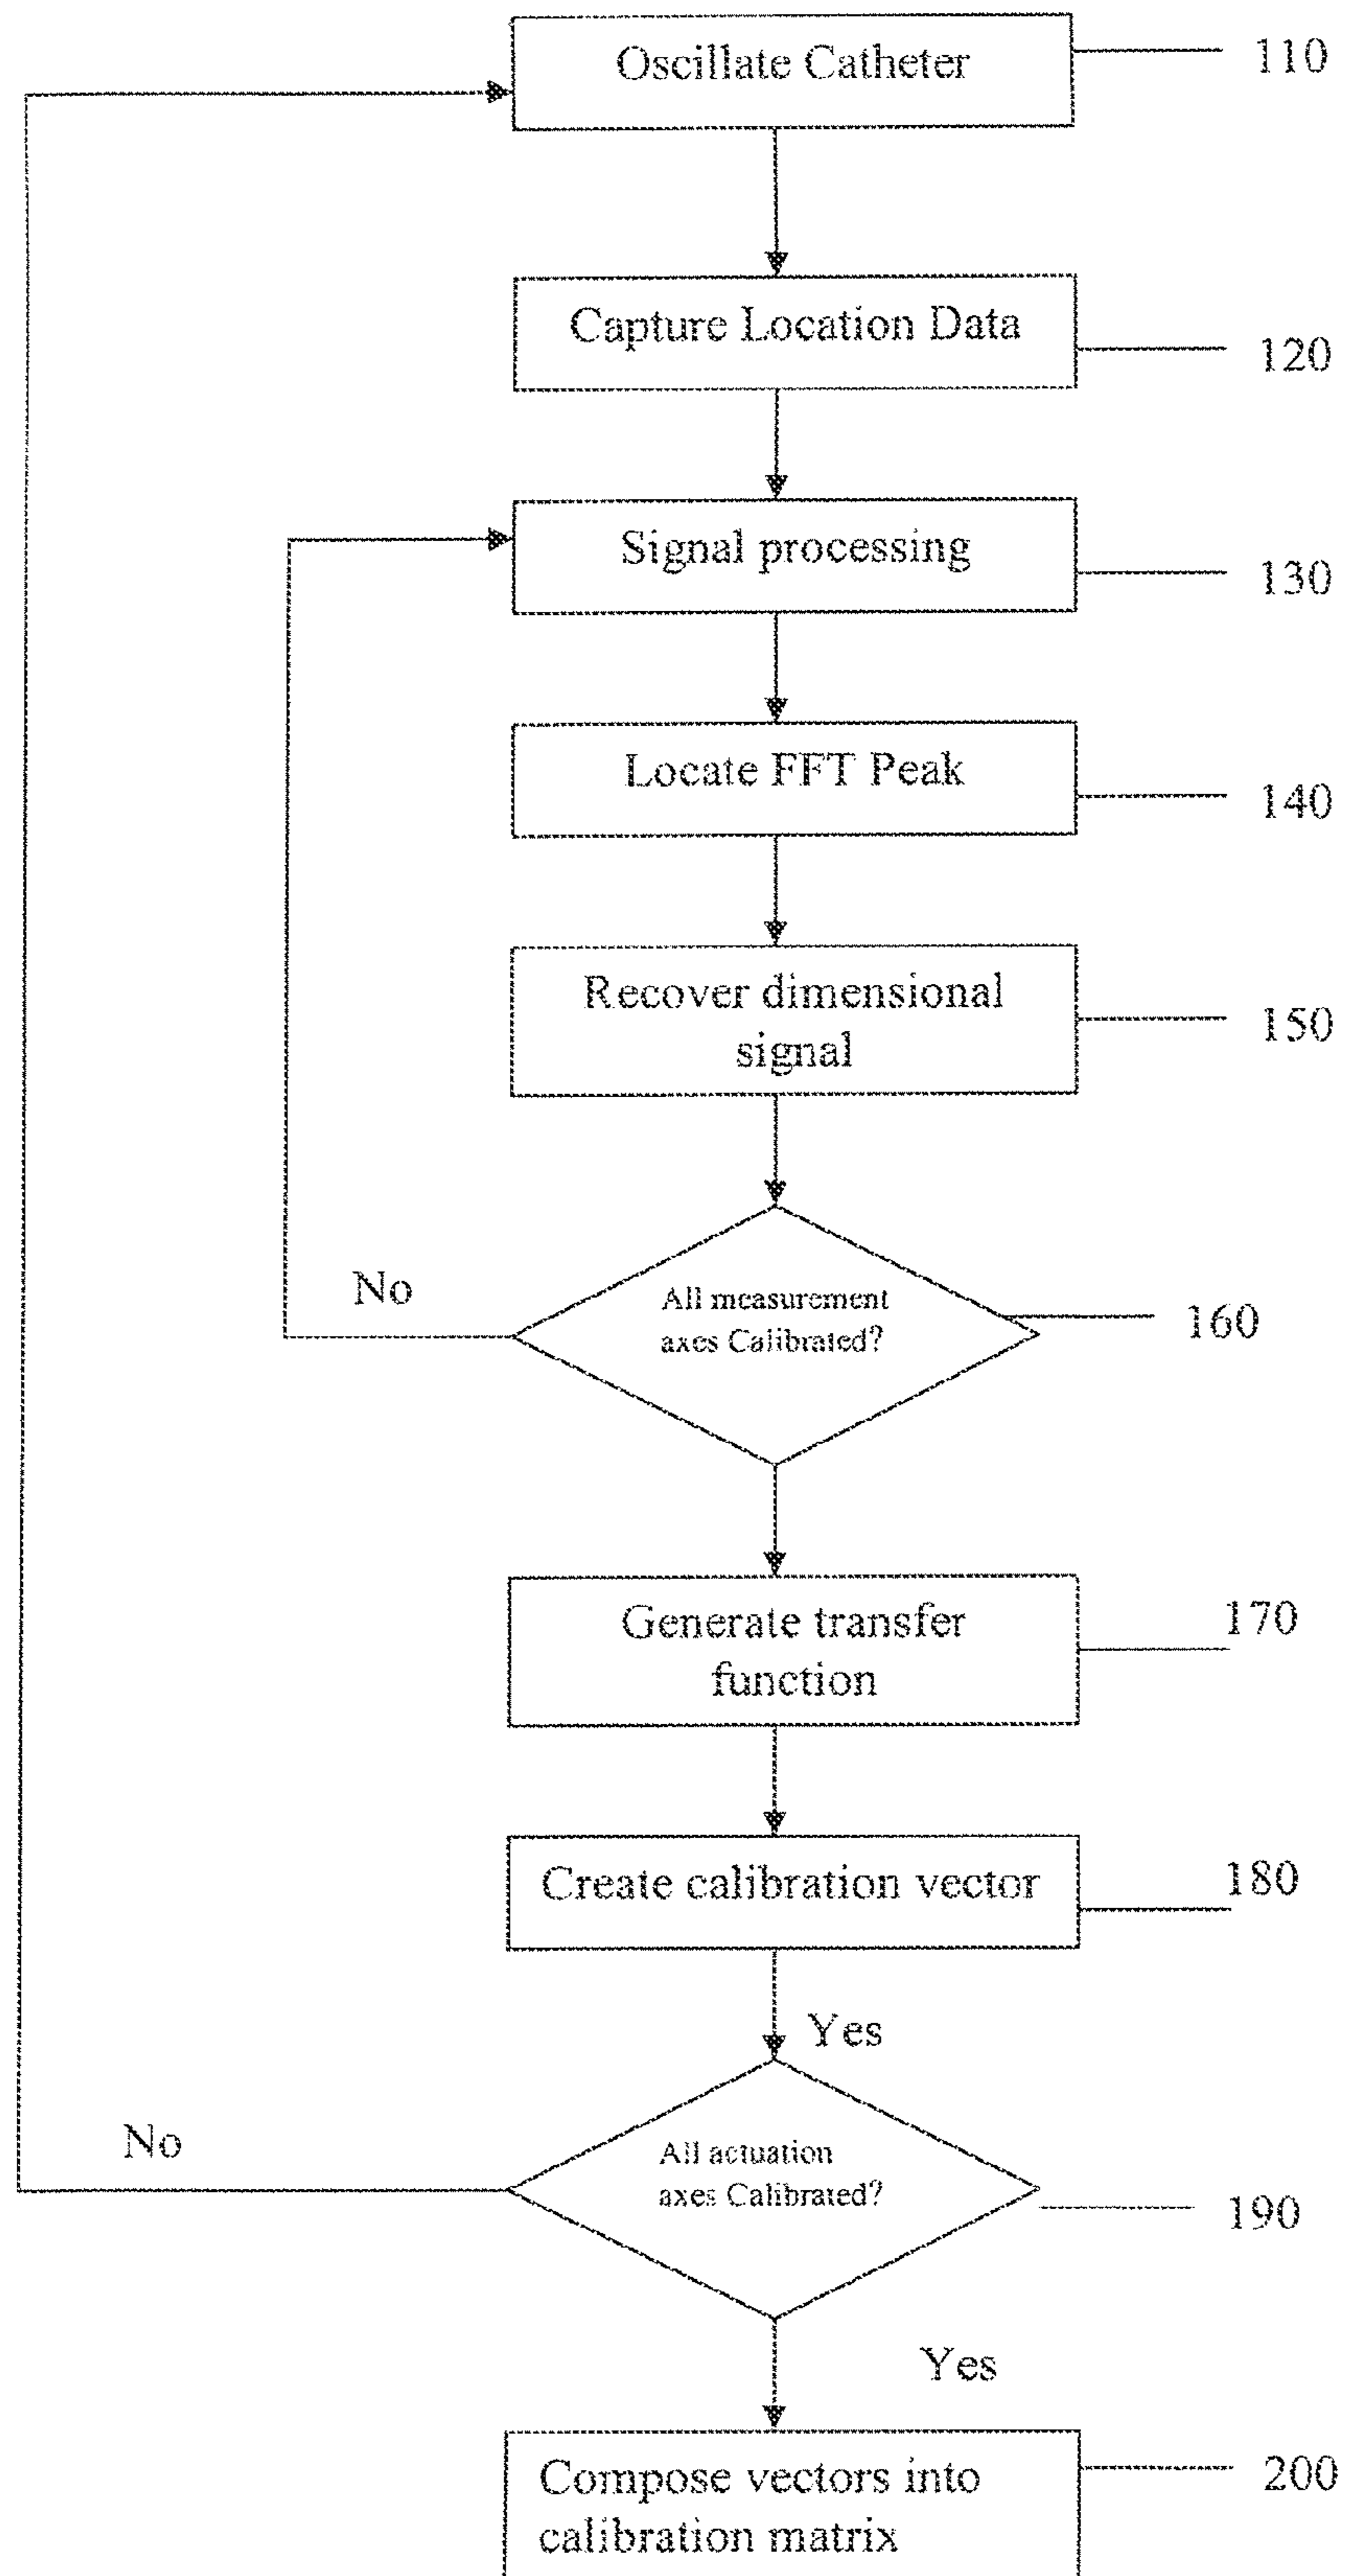 Oscillate Catheter
110
Capture Location Data
120
Signal processing
130
Locate FFT Peak
140
Recover dimensional
signal
150
No
All measurement
axes Calibrated?
160
Generate transfer
function
170
Create calibration vector
180
Yes
No
All actuation
axes Calibrated?
190
Yes
Compose vectors into
calibration matrix
200